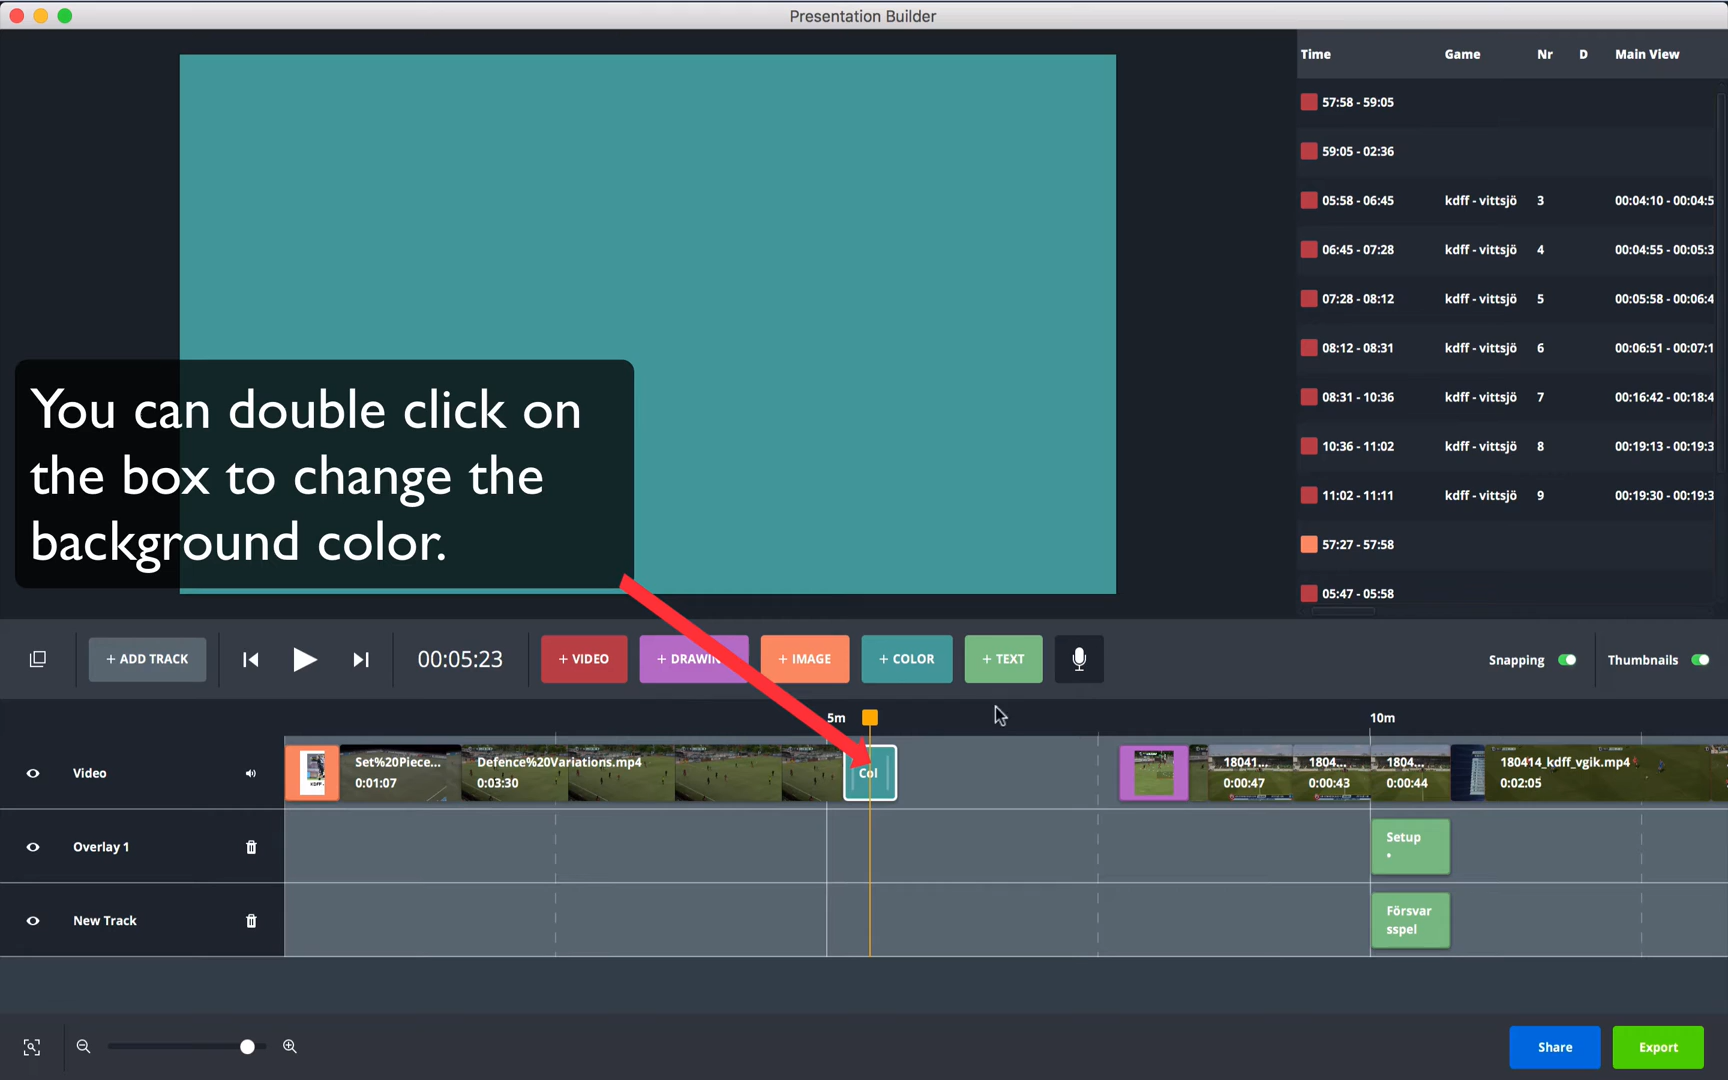 Presentation Builder
Time Game Nr D Main View
57:58 - 59:05
59:05 - 02:36
05:58 - 06:45 kdff - vittsjö 3 00:04:10 - 00:04:5
06:45 - 07:28 kdff - vittsjö 4 00:04:55 - 00:05:3
07:28 - 08:12 kdff - vittsjö 5 00:05:58 - 00:06:4
08:12 - 08:31 kdff - vittsjö 6 00:06:51 - 00:07:1
08:31 - 10:36 kdff - vittsjö 7 00:16:42 - 00:18:4
10:36 - 11:02 kdff - vittsjö 8 00:19:13 - 00:19:3
11:02 - 11:11 kdff - vittsjö 9 00:19:30 - 00:19:3
57:27 - 57:58
05:47 - 05:58
You can double click on
the box to change the
background color.
+ ADD TRACK 00:05:23 + VIDEO + DRAWIN + IMAGE + COLOR + TEXT Snapping Thumbnails
5m 10m
Video
Set%20Piece...
0:01:07
Defence%20Variations.mp4
0:03:30
Col
18041...
0:00:47
1804...
0:00:43
1804...
0:00:44
180414_kdff_vgik.mp4
0:02:05
Overlay 1
Setup
•
New Track
Försvar
sspel
Share Export